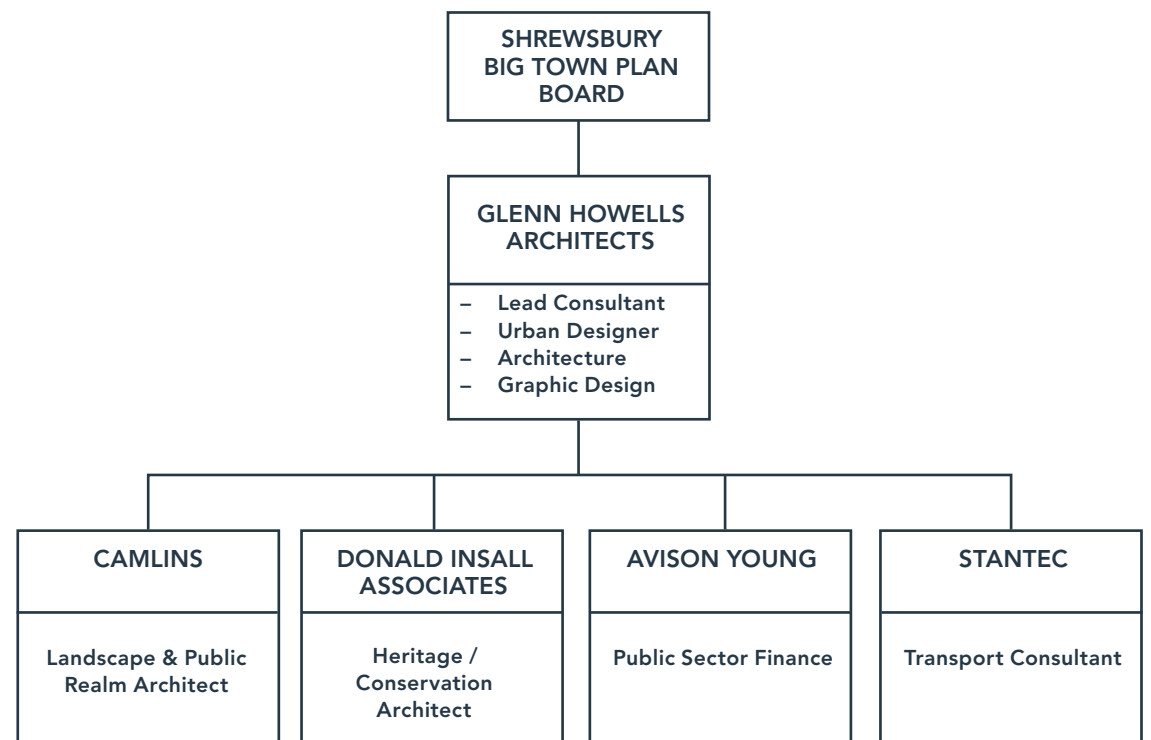 SHREWSBURY
BIG TOWN PLAN
BOARD
GLENN HOWELLS
ARCHITECTS
– Lead Consultant
– Urban Designer
– Architecture
– Graphic Design
CAMLINS
Landscape & Public
Realm Architect
DONALD INSALL
ASSOCIATES
Heritage /
Conservation
Architect
AVISON YOUNG
Public Sector Finance
STANTEC
Transport Consultant